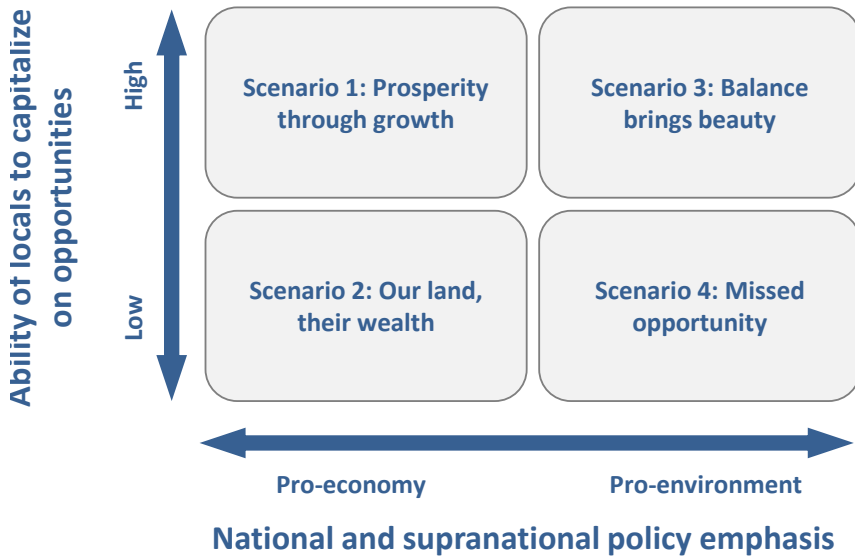 Ability of locals to capitalize
on opportunities
High
Low
Scenario 1: Prosperity
through growth
Scenario 3: Balance
brings beauty
Scenario 2: Our land,
their wealth
Scenario 4: Missed
opportunity
Pro-economy
Pro-environment
National and supranational policy emphasis